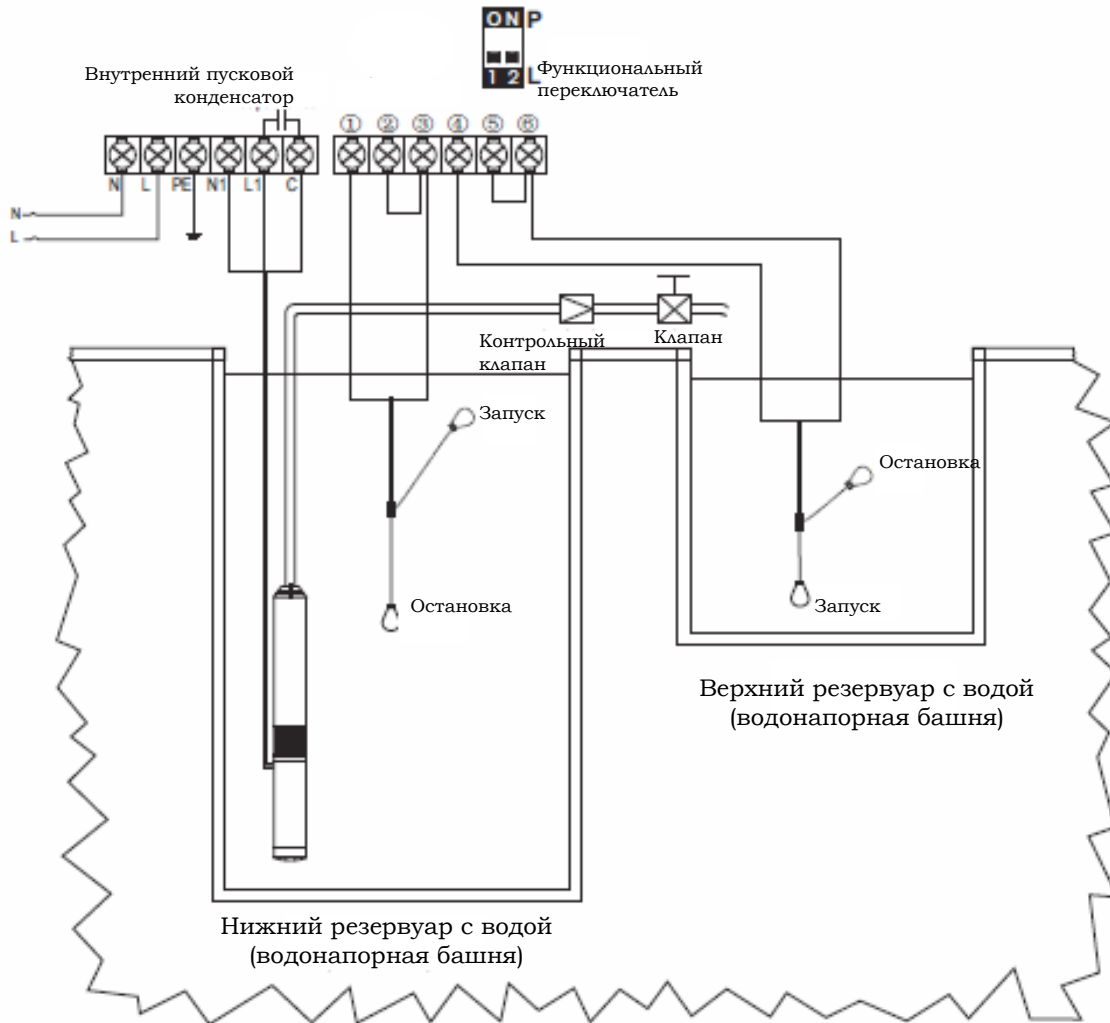 ON P
1 2 L
Функциональный
переключатель
Внутренний пусковой
конденсатор
① ② ③ ④ ⑤ ⑥
N L PE N1 L1 C
N
L
Контрольный
клапан
Клапан
Запуск
Остановка
Остановка
Запуск
Верхний резервуар с водой
(водонапорная башня)
Нижний резервуар с водой
(водонапорная башня)